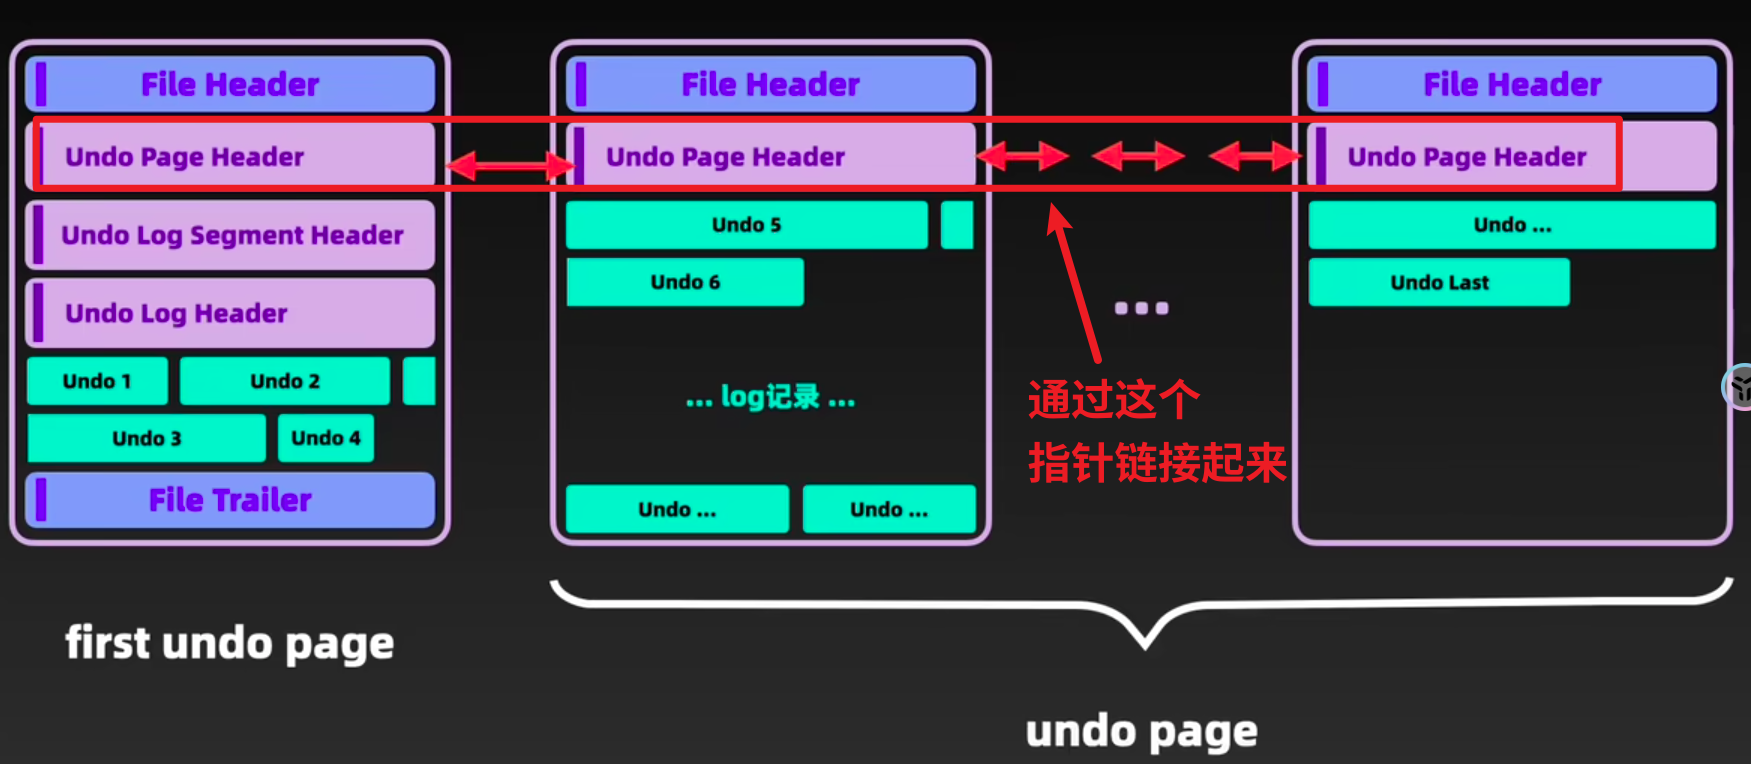 File Header
Undo Page Header
Undo Log Segment Header
Undo Log Header
Undo 1
Undo 2
Undo 3
Undo 4
File Trailer
first undo page
File Header
Undo Page Header
Undo 5
Undo 6
... log记录 ...
Undo ...
Undo ...
...
通过这个
指针链接起来
File Header
Undo Page Header
Undo ...
Undo Last
undo page